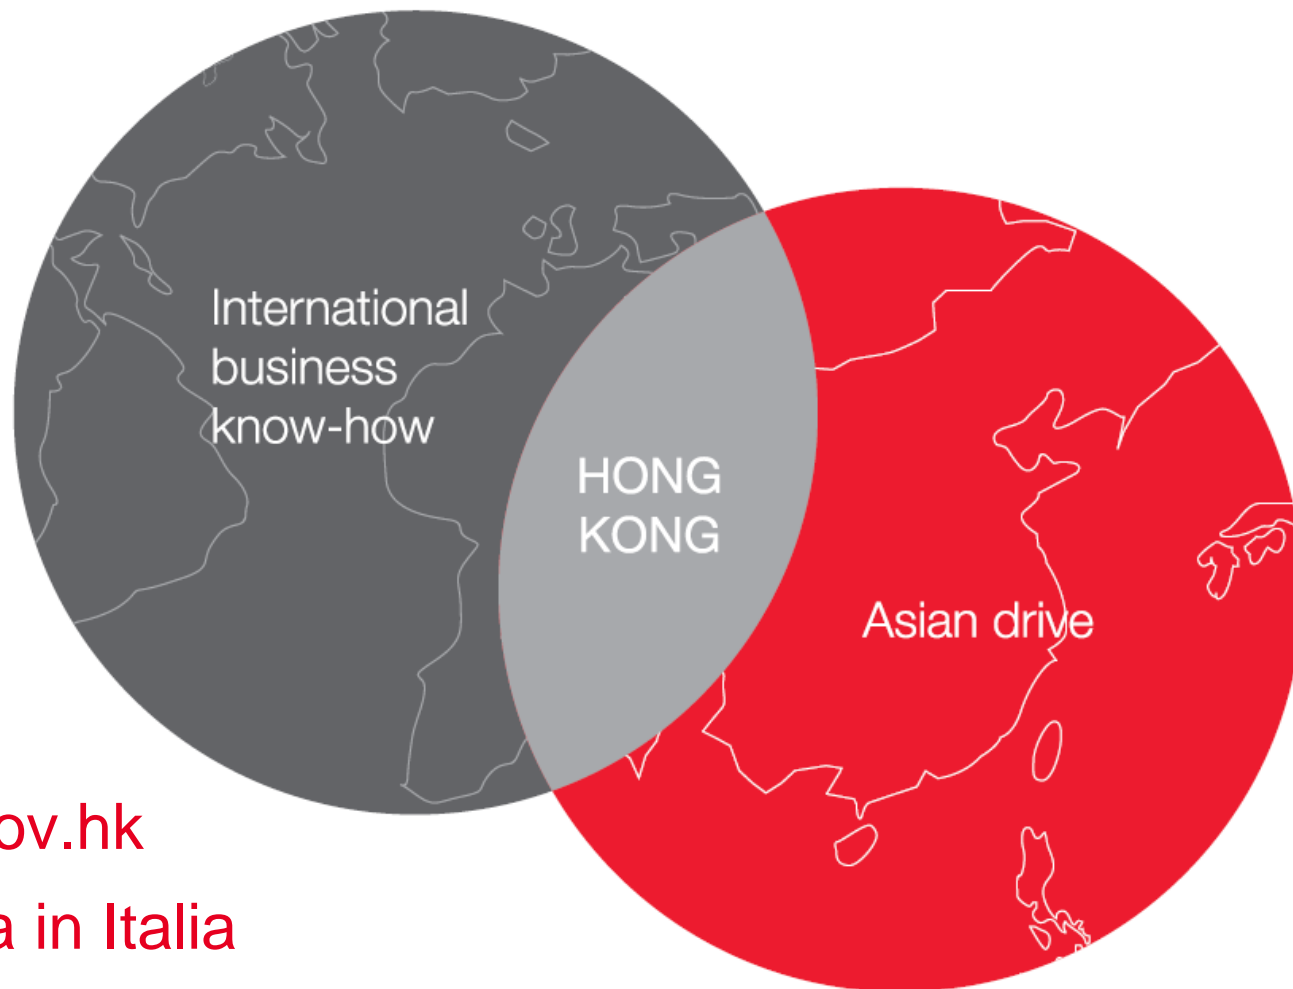 International
business
know-how
HONG
KONG
Asian drive
ov.hk
a in Italia